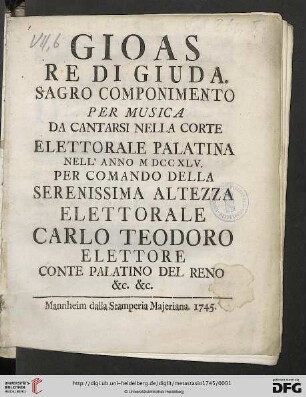 VII,6
GIOAS
RE DI GIUDA.
SAGRO COMPONIMENTO
PER MUSICA
DA CANTARSI NELLA CORTE
ELETTORALE PALATINA
NELL' ANNO MDCCXLV.
PER COMANDO DELLA
SERENISSIMA ALTEZZA
ELETTORALE
CARLO TEODORO
ELETTORE
CONTE PALATINO DEL RENO
&c. &c.
Mannheim dalla Stamperia Majeriana. 1745.
UNIVERSITÄTS-
BIBLIOTHEK
HEIDELBERG
http://digi.ub.uni-heidelberg.de/diglit/metastasio1745/0001
© Universitätsbibliothek Heidelberg
DFG